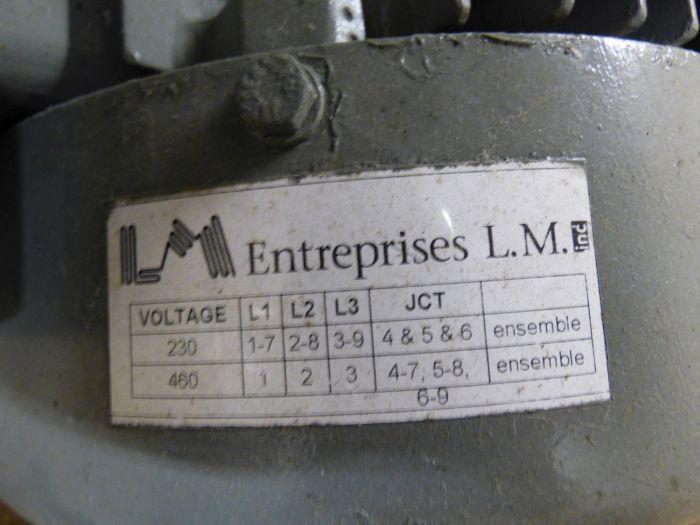 LM Entreprises L.M. inc
VOLTAGE L1 L2 L3 JCT
230 1-7 2-8 3-9 4 & 5 & 6 ensemble
460 1 2 3 4-7, 5-8, ensemble
6-9